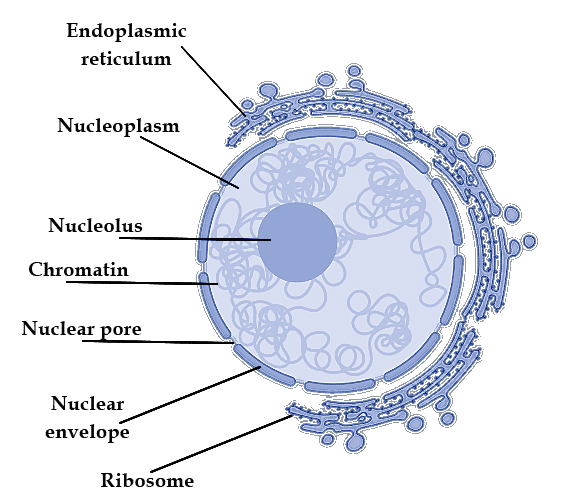 Endoplasmic
reticulum
Nucleoplasm
Nucleolus
Chromatin
Nuclear pore
Nuclear
envelope
Ribosome